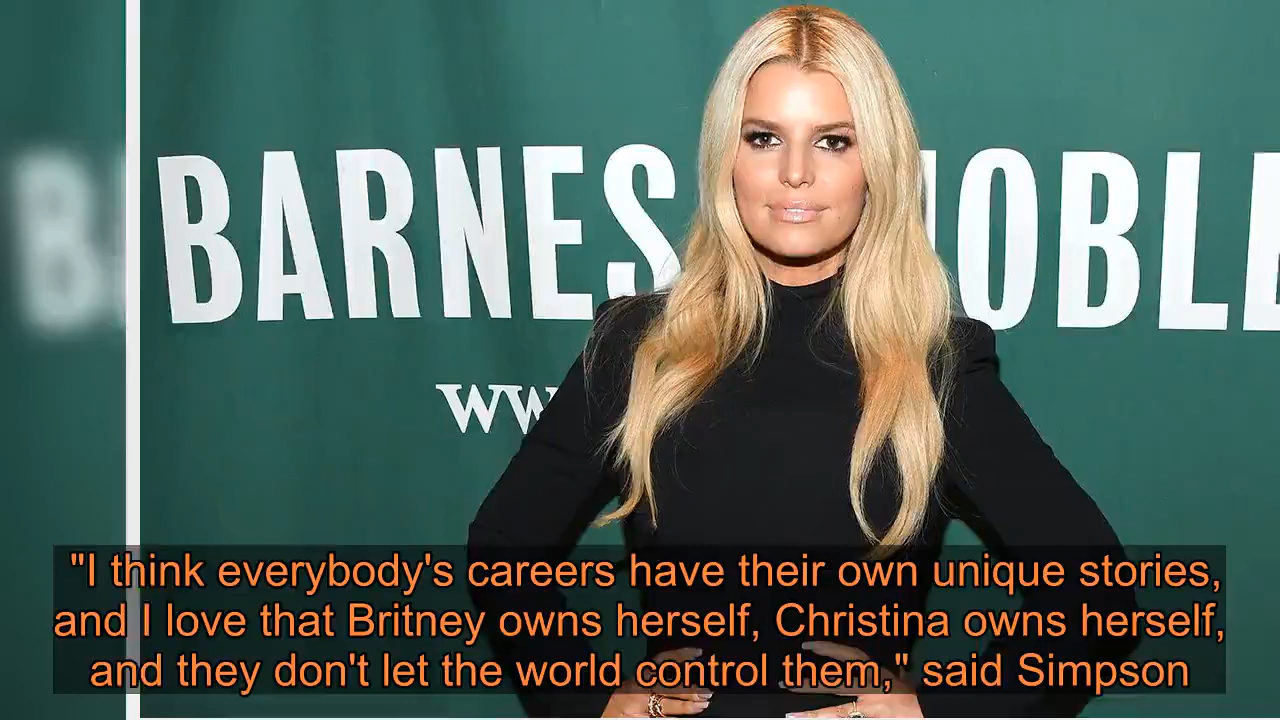 BARNES NOBLE
WW
"I think everybody's careers have their own unique stories,
and I love that Britney owns herself, Christina owns herself,
and they don't let the world control them," said Simpson